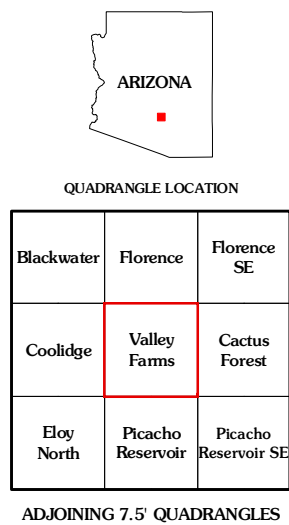 ARIZONA
QUADRANGLE LOCATION
Blackwater
Florence
Florence
SE
Coolidge
Valley
Farms
Cactus
Forest
Eloy
North
Picacho
Reservoir
Picacho
Reservoir SE
ADJOINING 7.5' QUADRANGLES